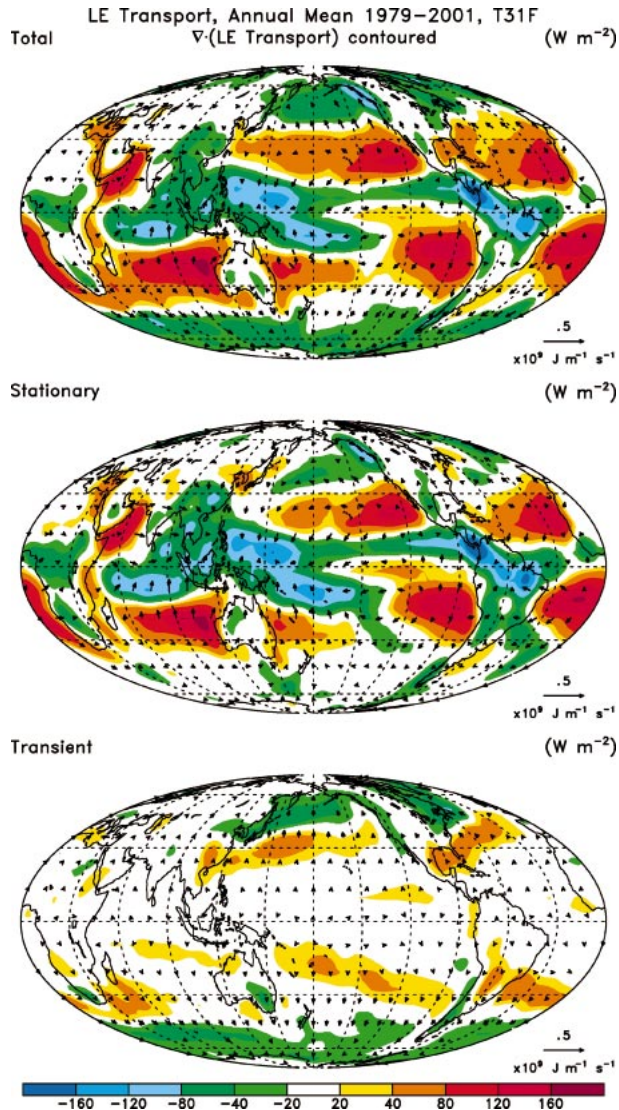 LE Transport, Annual Mean 1979-2001, T31F
Total ∇·(LE Transport) contoured (W m⁻²)
.5
x10⁹ J m⁻¹ s⁻¹
Stationary (W m⁻²)
.5
x10⁹ J m⁻¹ s⁻¹
Transient (W m⁻²)
.5
x10⁹ J m⁻¹ s⁻¹
-160 -120 -80 -40 -20 20 40 80 120 160